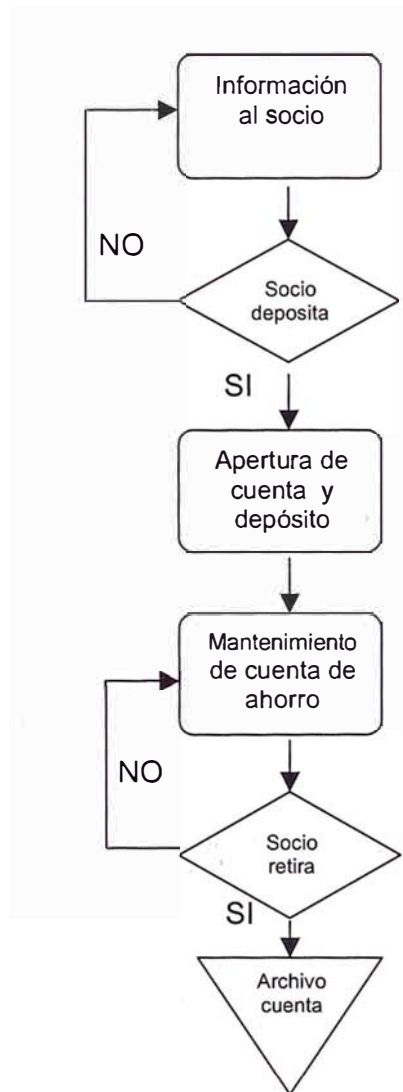 Información
al socio
NO
Socio
deposita
SI
Apertura de
cuenta y
depósito
Mantenimiento
de cuenta de
ahorro
NO
Socio
retira
SI
Archivo
cuenta